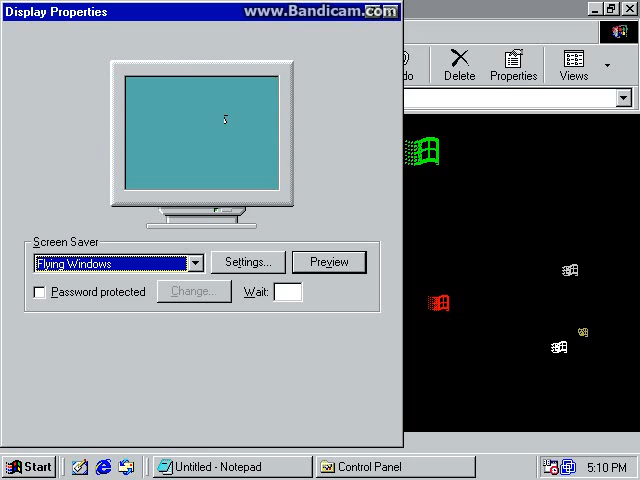 Display Properties
www.Bandicam.com
Delete
Properties
Views
Screen Saver
Flying Windows
Settings...
Preview
Password protected
Change...
Wait:
Start
Untitled - Notepad
Control Panel
5:10 PM